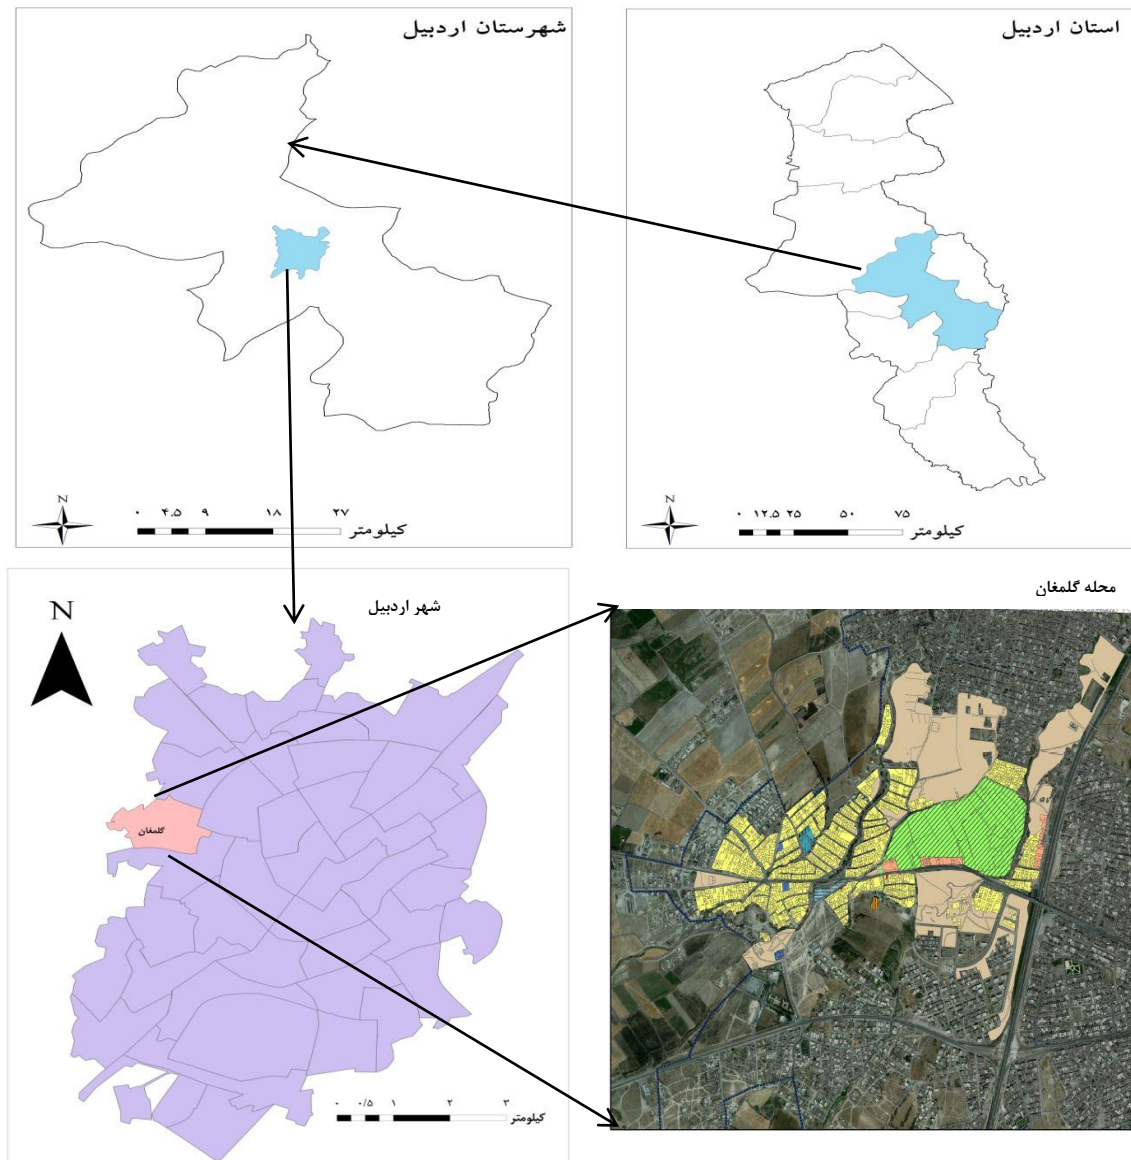 استان اردبیل
N
۰ ۱۲.۵ ۲۵ ۵۰ ۷۵
کیلومتر
شهرستان اردبیل
N
۰ ۴.۵ ۹ ۱۸ ۲۷
کیلومتر
شهر اردبیل
N
گلمغان
۰ ۰/۵ ۱ ۲ ۳
کیلومتر
محله گلمغان